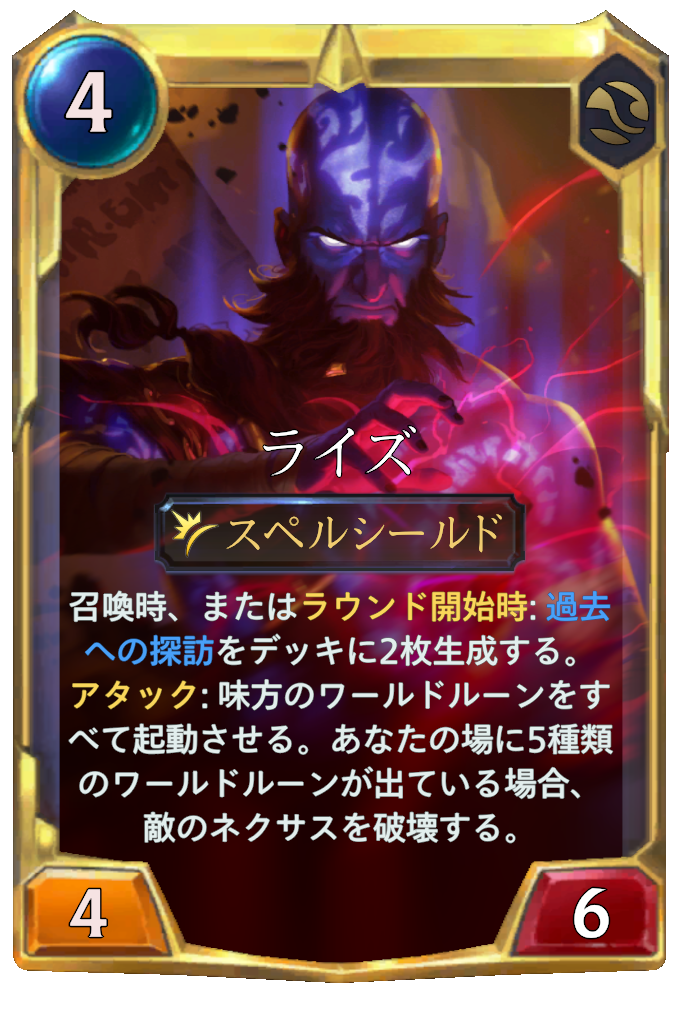 4
ライズ
スペルシールド
召喚時、またはラウンド開始時: 過去
への探訪をデッキに2枚生成する。
アタック: 味方のワールドルーンをす
べて起動させる。あなたの場に5種類
のワールドルーンが出ている場合、
敵のネクサスを破壊する。
4
6